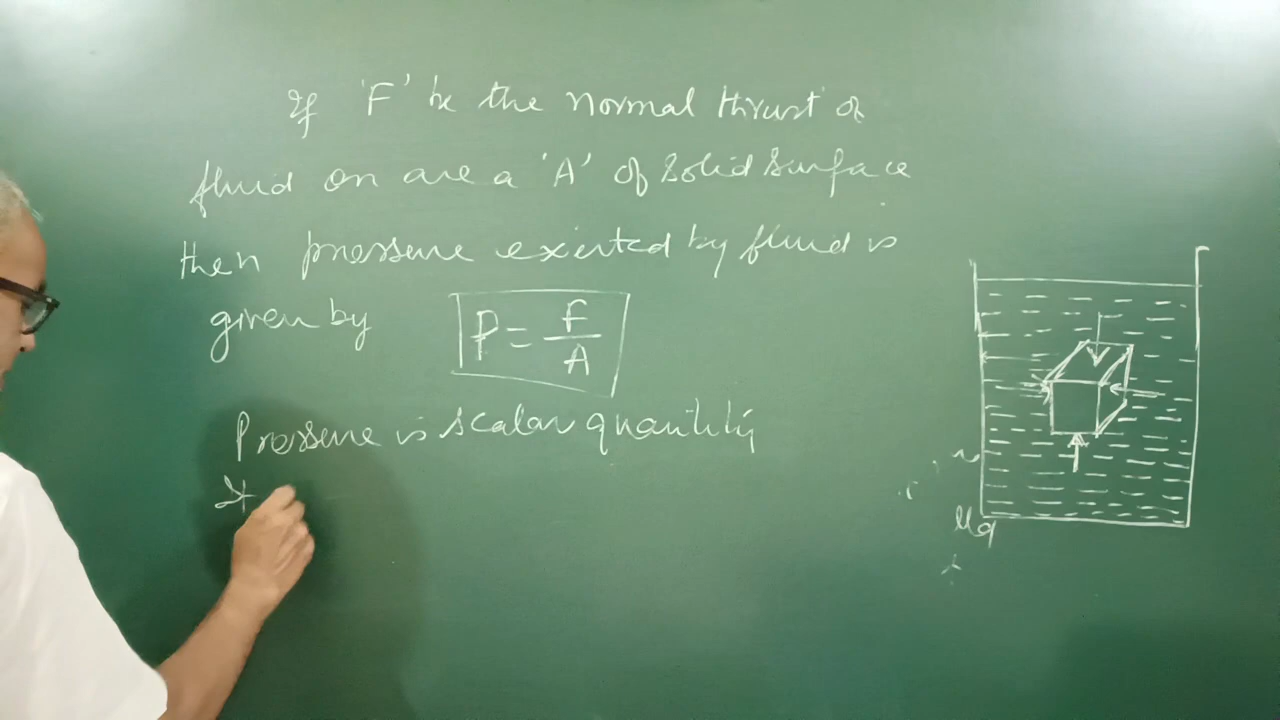 If 'F' be the normal thrust of
fluid on area 'A' of solid surface
then pressure exerted by fluid is
given by P = F / A
Pressure is scalar quantity
It